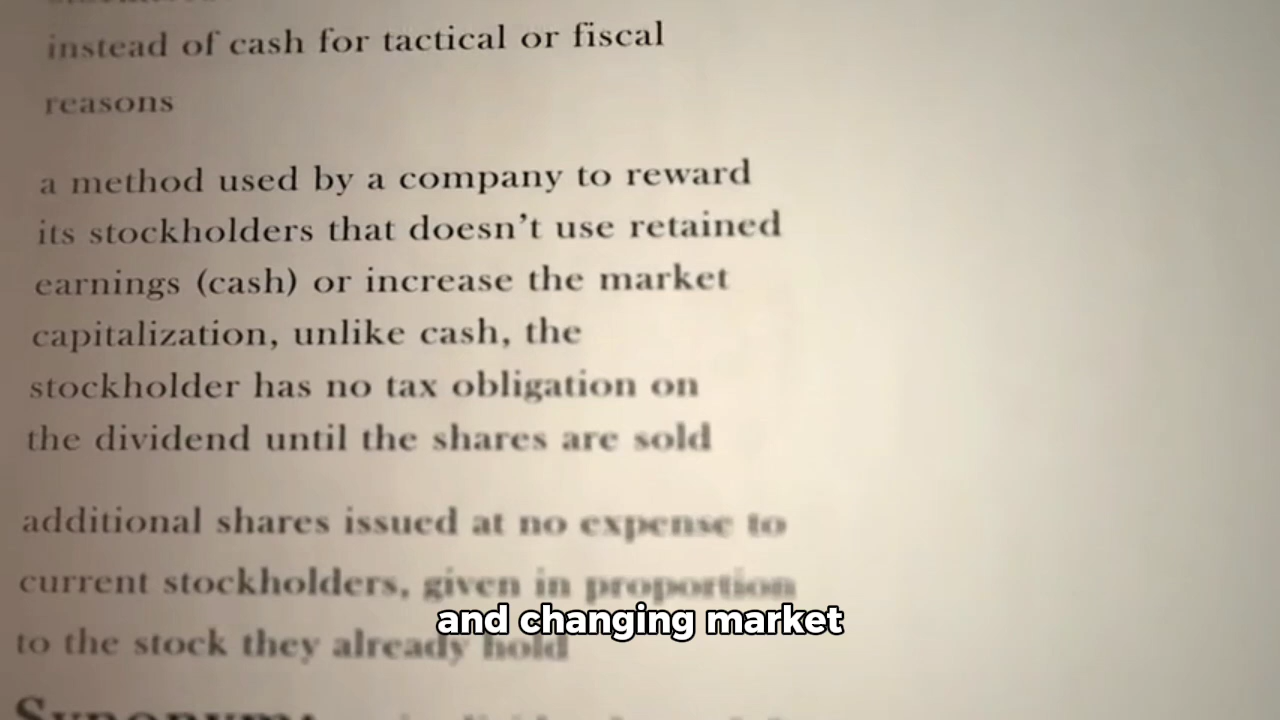 instead of cash for tactical or fiscal
reasons
a method used by a company to reward
its stockholders that doesn't use retained
earnings (cash) or increase the market
capitalization, unlike cash, the
stockholder has no tax obligation on
the dividend until the shares are sold
additional shares issued at no expense to
current stockholders, given in proportion
and changing market
to the stock they already hold
Synonym: